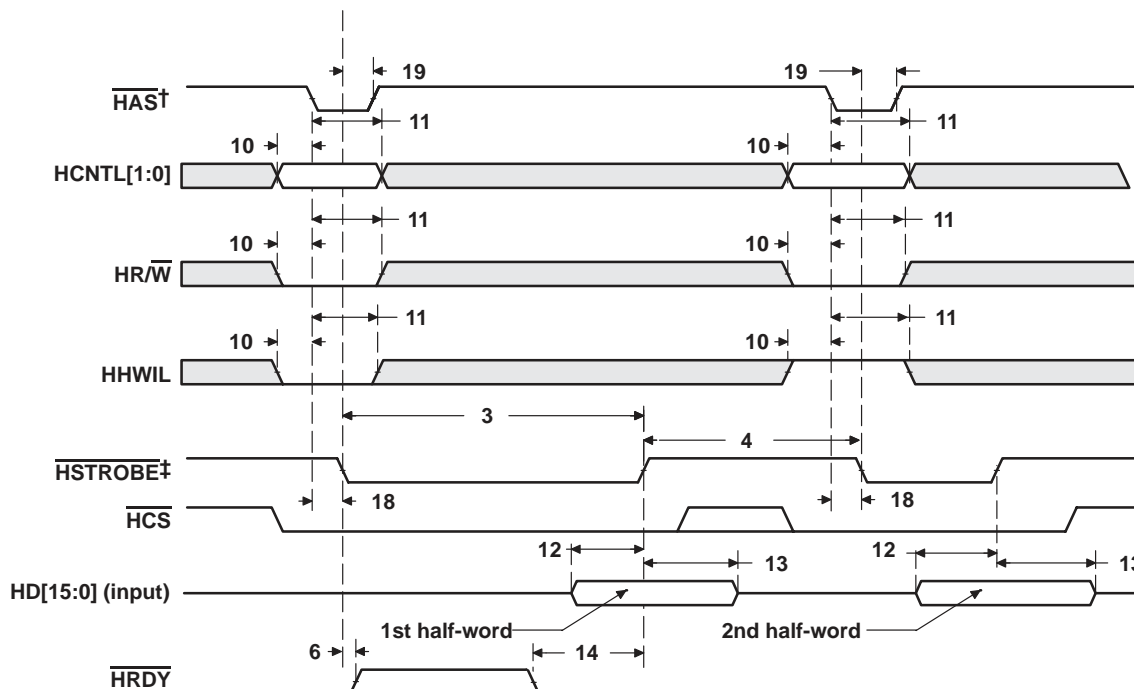 19
19
HAS†
11
11
10
10
HCNTL[1:0]
11
11
10
10
HR/W
11
11
10
10
HHWIL
3
4
HSTROBE‡
18
18
HCS
12
12
13
13
HD[15:0] (input)
1st half-word
2nd half-word
6
14
HRDY